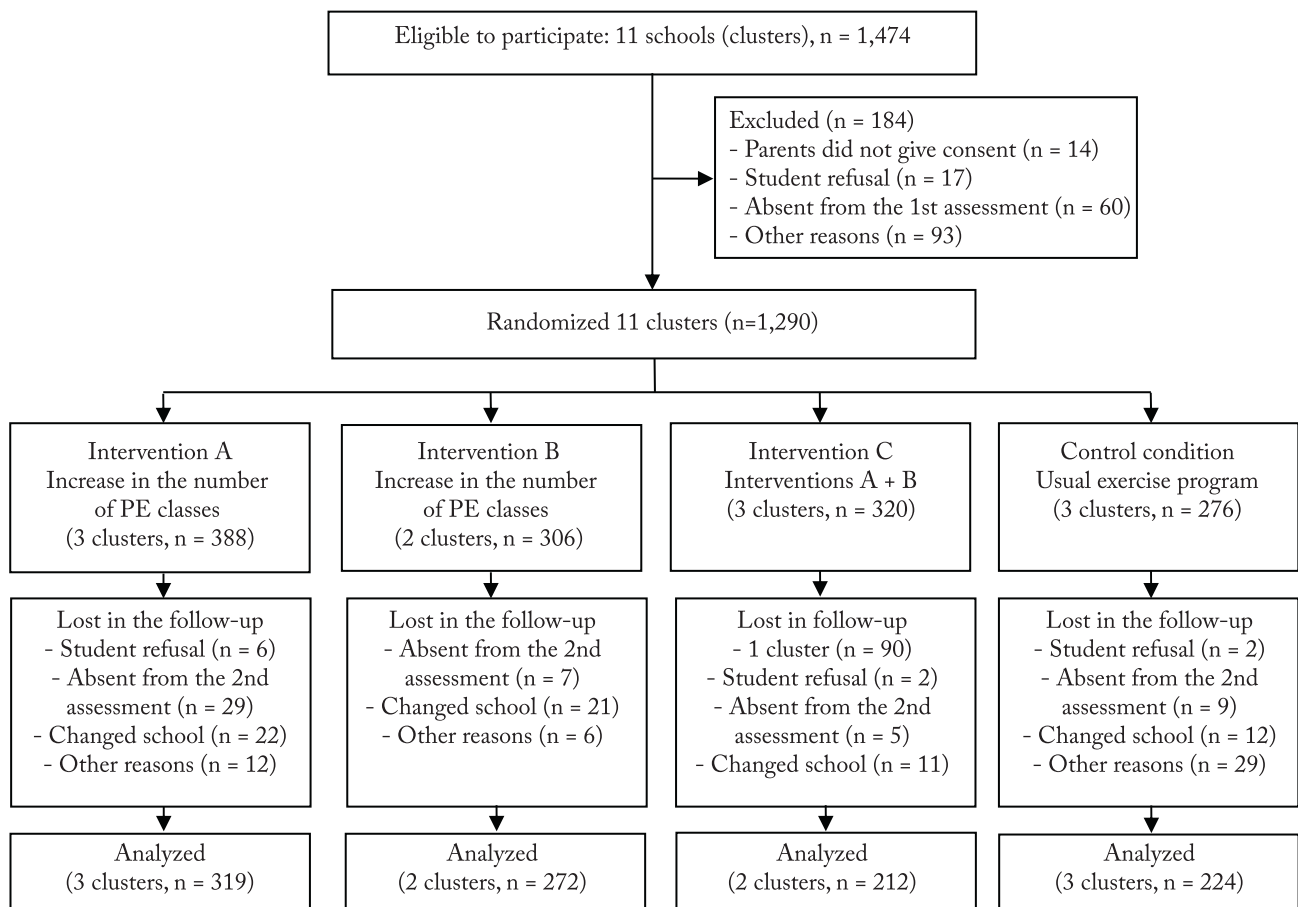 Eligible to participate: 11 schools (clusters), n = 1,474
Excluded (n = 184)
- Parents did not give consent (n = 14)
- Student refusal (n = 17)
- Absent from the 1st assessment (n = 60)
- Other reasons (n = 93)
Randomized 11 clusters (n=1,290)
Intervention A
Increase in the number
of PE classes
(3 clusters, n = 388)
Intervention B
Increase in the number
of PE classes
(2 clusters, n = 306)
Intervention C
Interventions A + B
(3 clusters, n = 320)
Control condition
Usual exercise program
(3 clusters, n = 276)
Lost in the follow-up
- Student refusal (n = 6)
- Absent from the 2nd
assessment (n = 29)
- Changed school (n = 22)
- Other reasons (n = 12)
Lost in the follow-up
- Absent from the 2nd
assessment (n = 7)
- Changed school (n = 21)
- Other reasons (n = 6)
Lost in follow-up
- 1 cluster (n = 90)
- Student refusal (n = 2)
- Absent from the 2nd
assessment (n = 5)
- Changed school (n = 11)
Lost in the follow-up
- Student refusal (n = 2)
- Absent from the 2nd
assessment (n = 9)
- Changed school (n = 12)
- Other reasons (n = 29)
Analyzed
(3 clusters, n = 319)
Analyzed
(2 clusters, n = 272)
Analyzed
(2 clusters, n = 212)
Analyzed
(3 clusters, n = 224)